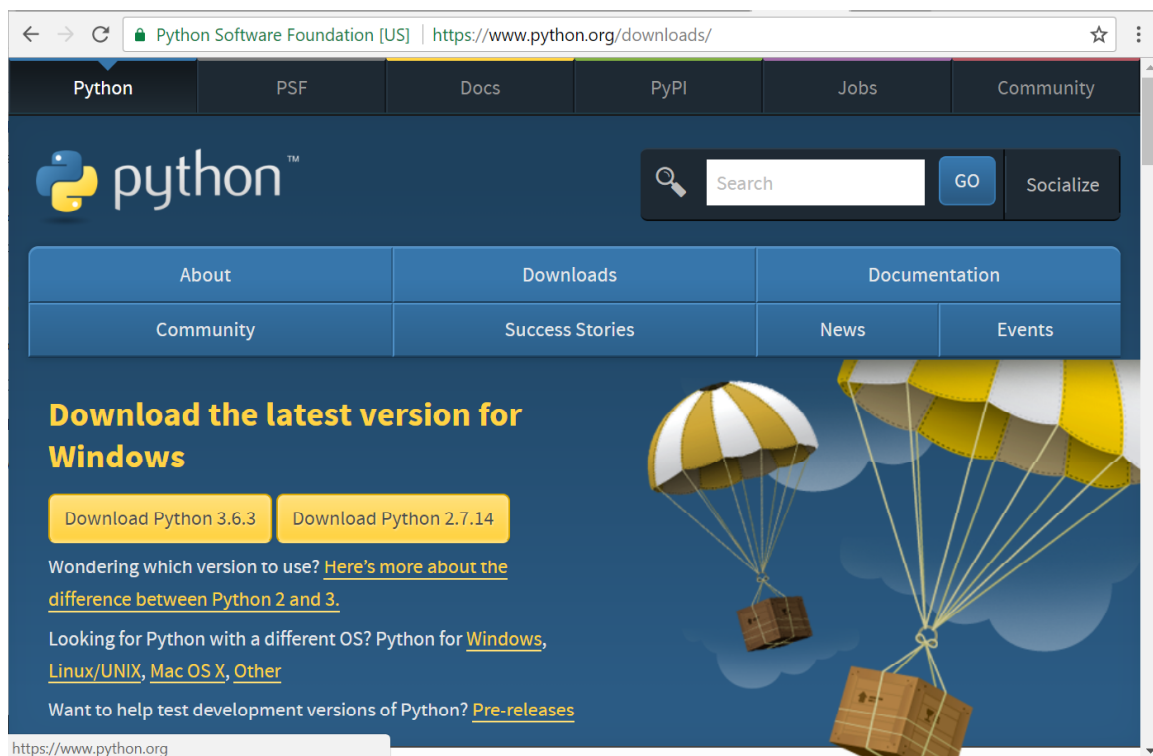 Python Software Foundation [US] | https://www.python.org/downloads/
Python PSF Docs PyPI Jobs Community
python™
Search GO Socialize
About Downloads Documentation
Community Success Stories News Events
Download the latest version for
Windows
Download Python 3.6.3 Download Python 2.7.14
Wondering which version to use? Here's more about the
difference between Python 2 and 3.
Looking for Python with a different OS? Python for Windows,
Linux/UNIX, Mac OS X, Other
Want to help test development versions of Python? Pre-releases
https://www.python.org